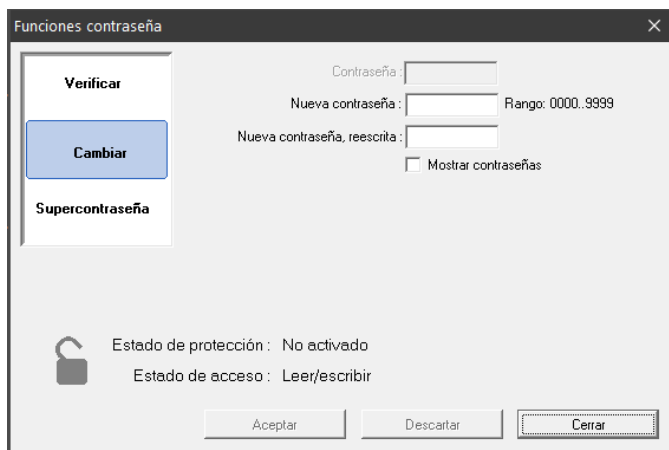 Funciones contraseña
Verificar
Cambiar
Supercontraseña
Contraseña :
Nueva contraseña : Rango: 0000..9999
Nueva contraseña, reescrita :
Mostrar contraseñas
Estado de protección : No activado
Estado de acceso : Leer/escribir
Aceptar Descartar Cerrar